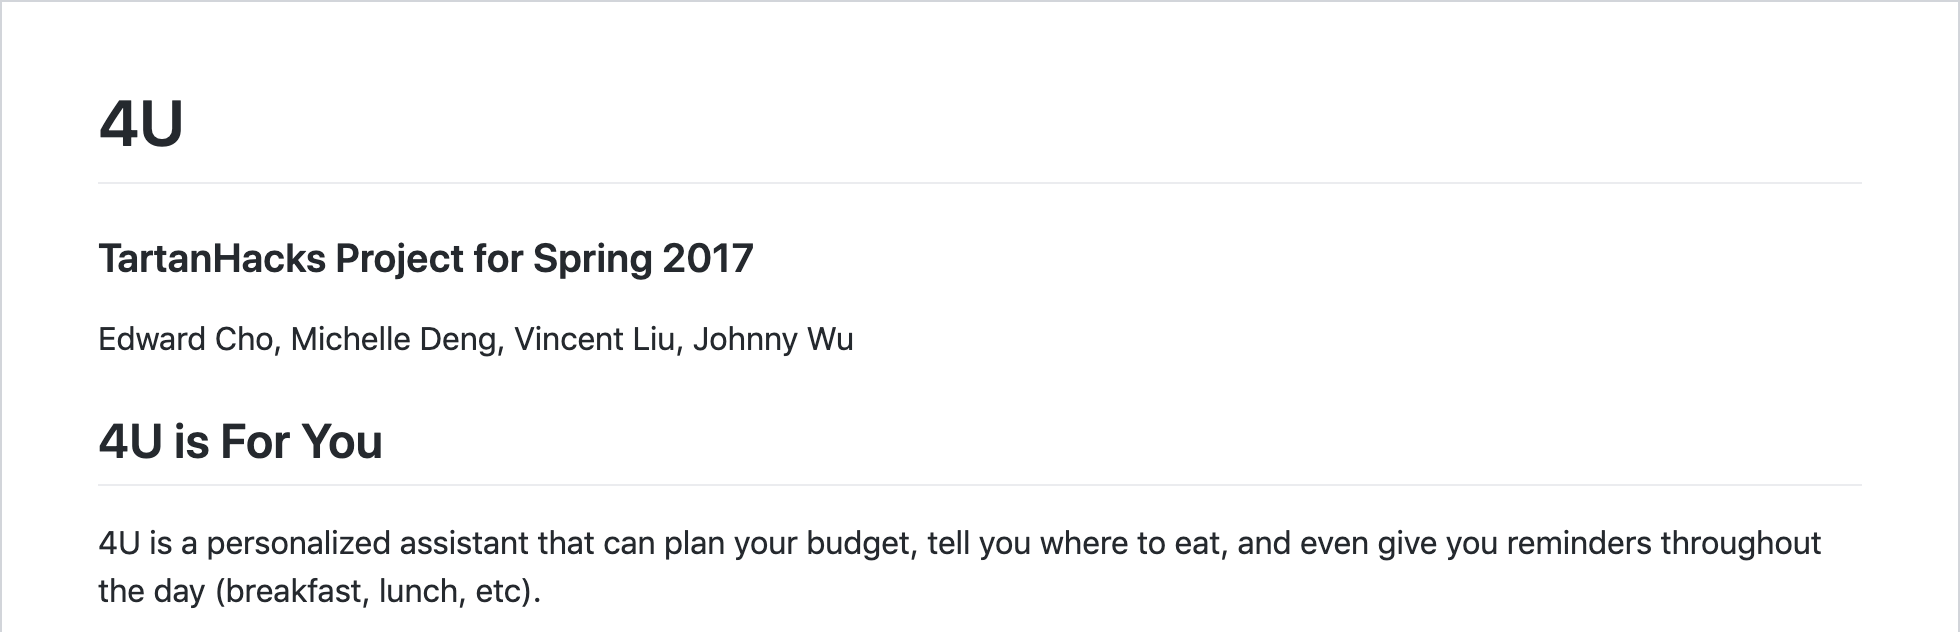 4U
TartanHacks Project for Spring 2017
Edward Cho, Michelle Deng, Vincent Liu, Johnny Wu
4U is For You
4U is a personalized assistant that can plan your budget, tell you where to eat, and even give you reminders throughout
the day (breakfast, lunch, etc).